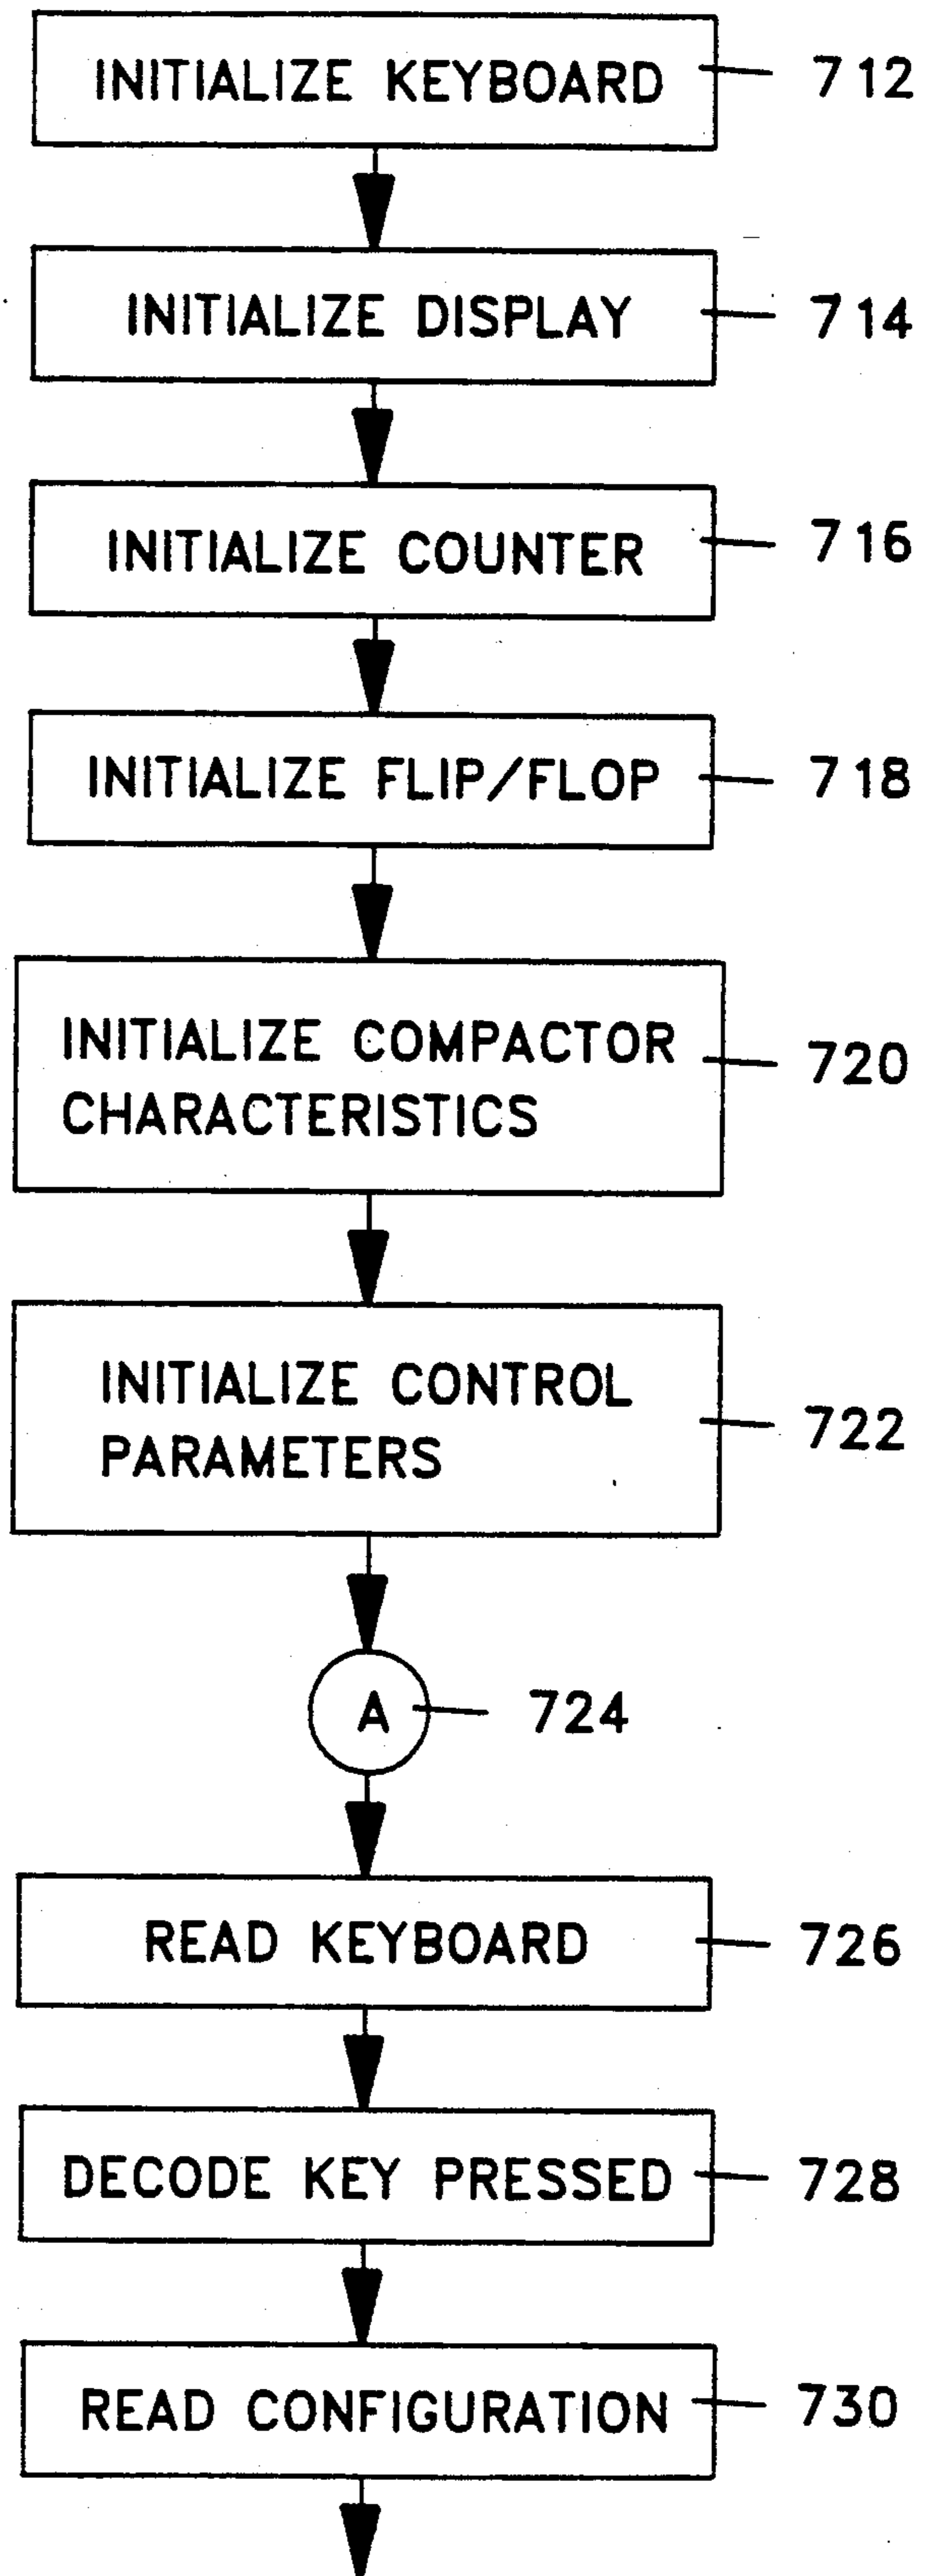 INITIALIZE KEYBOARD 712
INITIALIZE DISPLAY 714
INITIALIZE COUNTER 716
INITIALIZE FLIP/FLOP 718
INITIALIZE COMPACTOR
CHARACTERISTICS
720
INITIALIZE CONTROL
PARAMETERS
722
A 724
READ KEYBOARD 726
DECODE KEY PRESSED 728
READ CONFIGURATION 730